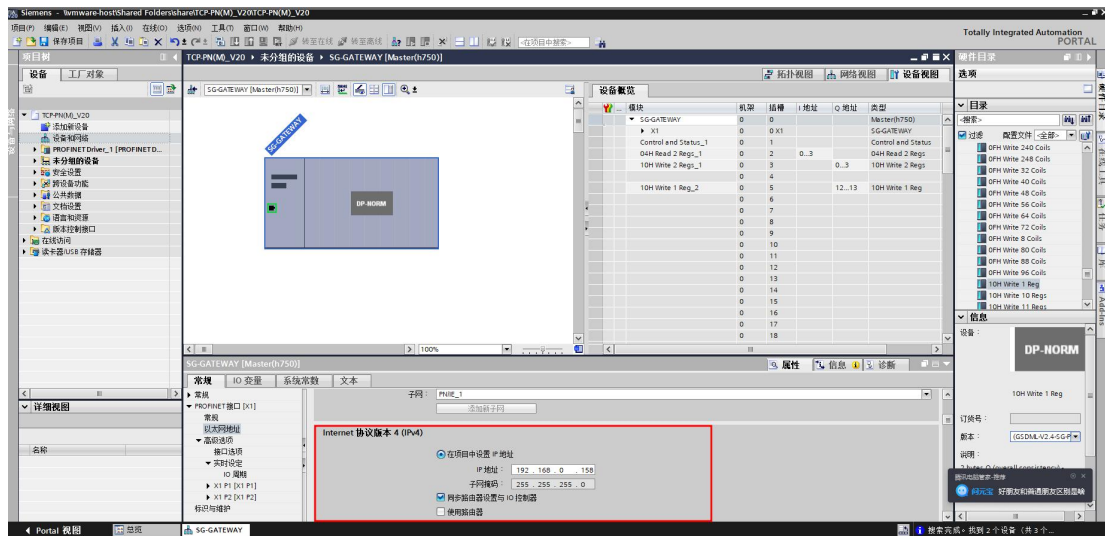 Siemens - \\vmware-host\Shared Folders\share\TCP-PN(M)_V20\TCP-PN(M)_V20
项目(P) 编辑(E) 视图(V) 插入(I) 在线(O) 选项(N) 工具(T) 窗口(W) 帮助(H)
Totally Integrated Automation
PORTAL
保存项目 转至在线 转至离线 <在项目中搜索>
项目树
TCP-PN(M)_V20 ▸ 未分组的设备 ▸ SG-GATEWAY [Master(h750)]
硬件目录
设备 工厂对象
拓扑视图 网络视图 设备视图
选项
SG-GATEWAY [Master(h750)]
设备概览
TCP-PN(M)_V20
添加新设备
设备和网络
PROFINETDriver_1 [PROFINETD...
未分组的设备
安全设置
跨设备功能
公共数据
文档设置
语言和资源
版本控制接口
在线访问
读卡器/USB 存储器
SG-GATEWAY
DP-NORM
模块 机架 插槽 I 地址 Q 地址 类型
SG-GATEWAY 0 0 Master(h750)
X1 0 0 X1 SG-GATEWAY
Control and Status_1 0 1 Control and Status
04H Read 2 Regs_1 0 2 0...3 04H Read 2 Regs
10H Write 2 Regs_1 0 3 0...3 10H Write 2 Regs
0 4
10H Write 1 Reg_2 0 5 12...13 10H Write 1 Reg
0 6
0 7
0 8
0 9
0 10
0 11
0 12
0 13
0 14
0 15
0 16
0 17
0 18
目录
<搜索>
过滤 配置文件 <全部>
0FH Write 240 Coils
0FH Write 248 Coils
0FH Write 32 Coils
0FH Write 40 Coils
0FH Write 48 Coils
0FH Write 56 Coils
0FH Write 64 Coils
0FH Write 72 Coils
0FH Write 8 Coils
0FH Write 80 Coils
0FH Write 88 Coils
0FH Write 96 Coils
10H Write 1 Reg
10H Write 10 Regs
10H Write 11 Regs
Add-Ins
100%
SG-GATEWAY [Master(h750)]
属性 信息 诊断
常规 IO 变量 系统常数 文本
常规
PROFINET 接口 [X1]
常规
以太网地址
高级选项
接口选项
实时设定
IO 周期
X1 P1 [X1 P1]
X1 P2 [X1 P2]
标识与维护
子网： PN/IE_1
添加新子网
Internet 协议版本 4 (IPv4)
在项目中设置 IP 地址
IP 地址： 192 . 168 . 0 . 158
子网掩码： 255 . 255 . 255 . 0
同步路由器设置与 IO 控制器
使用路由器
信息
设备：
DP-NORM
10H Write 1 Reg
订货号：
版本： (GSDML-V2.4-SG-P
说明：
好朋友和普通朋友区别是啥
详细视图
名称
Portal 视图 总览 SG-GATEWAY
搜索完成。找到 2 个设备（共 3 个...